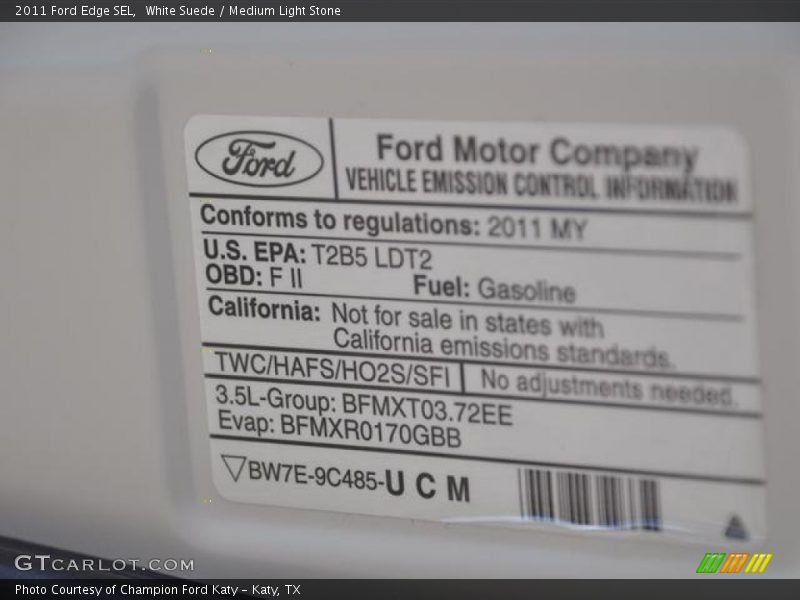 2011 Ford Edge SEL,  White Suede / Medium Light Stone
Ford
Ford Motor Company
VEHICLE EMISSION CONTROL INFORMATION
Conforms to regulations: 2011 MY
U.S. EPA: T2B5 LDT2
OBD: F II
Fuel: Gasoline
California: Not for sale in states with
California emissions standards.
TWC/HAFS/HO2S/SFI
No adjustments needed.
3.5L-Group: BFMXT03.72EE
Evap: BFMXR0170GBB
BW7E-9C485-U C M
GTCARLOT.COM
Photo Courtesy of Champion Ford Katy - Katy, TX